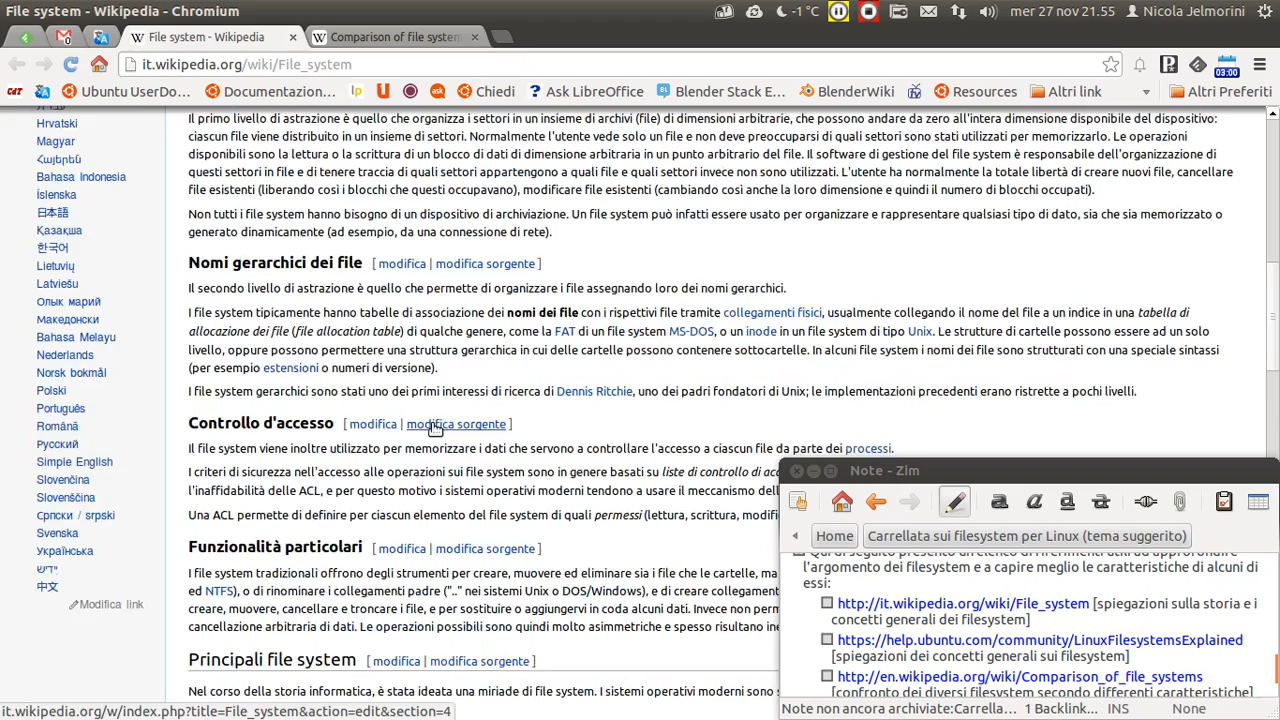 File system - Wikipedia - Chromium
-1 °C
mer 27 nov 21.55
Nicola Jelmorini
File system - Wikipedia
Comparison of file system
it.wikipedia.org/wiki/File_system
03:00
Ubuntu UserDo...
Documentazion...
Chiedi
Ask LibreOffice
Blender Stack E...
BlenderWiki
Resources
Altri link
Altri Preferiti
Hrvatski
Magyar
Հայերեն
Bahasa Indonesia
Íslenska
日本語
Қазақша
한국어
Lietuvių
Latviešu
Олык марий
Македонски
Bahasa Melayu
Nederlands
Norsk bokmål
Polski
Português
Română
Русский
Simple English
Slovenčina
Slovenščina
Српски / srpski
Svenska
Українська
ייִדיש
中文
Modifica link
Il primo livello di astrazione è quello che organizza i settori in un insieme di archivi (file) di dimensioni arbitrarie, che possono andare da zero all'intera dimensione disponibile del dispositivo:
ciascun file viene distribuito in un insieme di settori. Normalmente l'utente vede solo un file e non deve preoccuparsi di quali settori sono stati utilizzati per memorizzarlo. Le operazioni
disponibili sono la lettura o la scrittura di un blocco di dati di dimensione arbitraria in un punto arbitrario del file. Il software di gestione del file system è responsabile dell'organizzazione di
questi settori in file e di tenere traccia di quali settori appartengono a quali file e quali settori invece non sono utilizzati. L'utente ha normalmente la totale libertà di creare nuovi file, cancellare
file esistenti (liberando così i blocchi che questi occupavano), modificare file esistenti (cambiando così anche la loro dimensione e quindi il numero di blocchi occupati).
Non tutti i file system hanno bisogno di un dispositivo di archiviazione. Un file system può infatti essere usato per organizzare e rappresentare qualsiasi tipo di dato, sia che sia memorizzato o
generato dinamicamente (ad esempio, da una connessione di rete).
Nomi gerarchici dei file [ modifica | modifica sorgente ]
Il secondo livello di astrazione è quello che permette di organizzare i file assegnando loro dei nomi gerarchici.
I file system tipicamente hanno tabelle di associazione dei nomi dei file con i rispettivi file tramite collegamenti fisici, usualmente collegando il nome del file a un indice in una tabella di
allocazione dei file (file allocation table) di qualche genere, come la FAT di un file system MS-DOS, o un inode in un file system di tipo Unix. Le strutture di cartelle possono essere ad un solo
livello, oppure possono permettere una struttura gerarchica in cui delle cartelle possono contenere sottocartelle. In alcuni file system i nomi dei file sono strutturati con una speciale sintassi
(per esempio estensioni o numeri di versione).
I file system gerarchici sono stati uno dei primi interessi di ricerca di Dennis Ritchie, uno dei padri fondatori di Unix; le implementazioni precedenti erano ristrette a pochi livelli.
Controllo d'accesso [ modifica | modifica sorgente ]
Il file system viene inoltre utilizzato per memorizzare i dati che servono a controllare l'accesso a ciascun file da parte dei processi.
I criteri di sicurezza nell'accesso alle operazioni sui file system sono in genere basati su liste di controllo di acc
l'inaffidabilità delle ACL, e per questo motivo i sistemi operativi moderni tendono a usare il meccanismo del
Una ACL permette di definire per ciascun elemento del file system di quali permessi (lettura, scrittura, modif
Funzionalità particolari [ modifica | modifica sorgente ]
I file system tradizionali offrono degli strumenti per creare, muovere ed eliminare sia i file che le cartelle, ma
ed NTFS), o di rinominare i collegamenti padre (".." nei sistemi Unix o DOS/Windows), e di creare collegament
creare, muovere, cancellare e troncare i file, e per sostituire o aggiungervi in coda alcuni dati. Invece non perm
cancellazione arbitraria di dati. Le operazioni possibili sono quindi molto asimmetriche e spesso risultano ine
Principali file system [ modifica | modifica sorgente ]
Nel corso della storia informatica, è stata ideata una miriade di file system. I sistemi operativi moderni sono s
it.wikipedia.org/w/index.php?title=File_system&action=edit&section=4
Note - Zim
Home
Carrellata sui filesystem per Linux (tema suggerito)
Qui di seguito presento un elenco di riferimenti utili ad approfondire
l'argomento dei filesystem e a capire meglio le caratteristiche di alcuni di
essi:
http://it.wikipedia.org/wiki/File_system [spiegazioni sulla storia e i
concetti generali dei filesystem]
https://help.ubuntu.com/community/LinuxFilesystemsExplained
[spiegazioni dei concetti generali sui filesystem]
http://en.wikipedia.org/wiki/Comparison_of_file_systems
[confronto dei diversi filesystem secondo differenti caratteristiche]
Note non ancora archiviate:Carrella...
1 Backlink...
INS
None